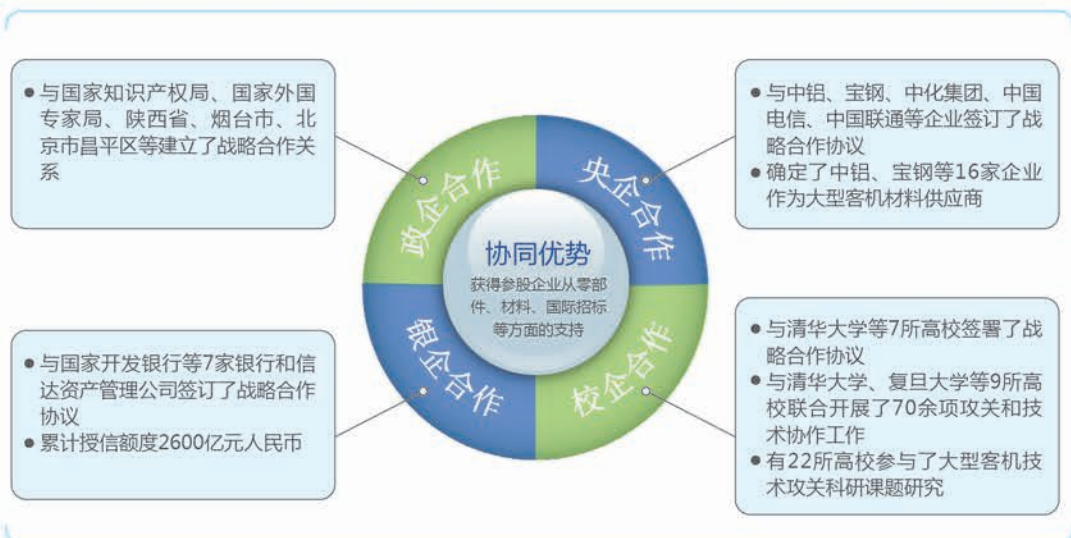 ● 与国家知识产权局、国家外国
专家局、陕西省、烟台市、北
京市昌平区等建立了战略合作关
系
● 与中铝、宝钢、中化集团、中国
电信、中国联通等企业签订了战
略合作协议
● 确定了中铝、宝钢等16家企业
作为大型客机材料供应商
政企合作
央企合作
协同优势
获得参股企业从零部
件、材料、国际招标
等方面的支持
银企合作
校企合作
● 与国家开发银行等7家银行和信
达资产管理公司签订了战略合作
协议
● 累计授信额度2600亿元人民币
● 与清华大学等7所高校签署了战
略合作协议
● 与清华大学、复旦大学等9所高
校联合开展了70余项攻关和技
术协作工作
● 有22所高校参与了大型客机技
术攻关科研课题研究